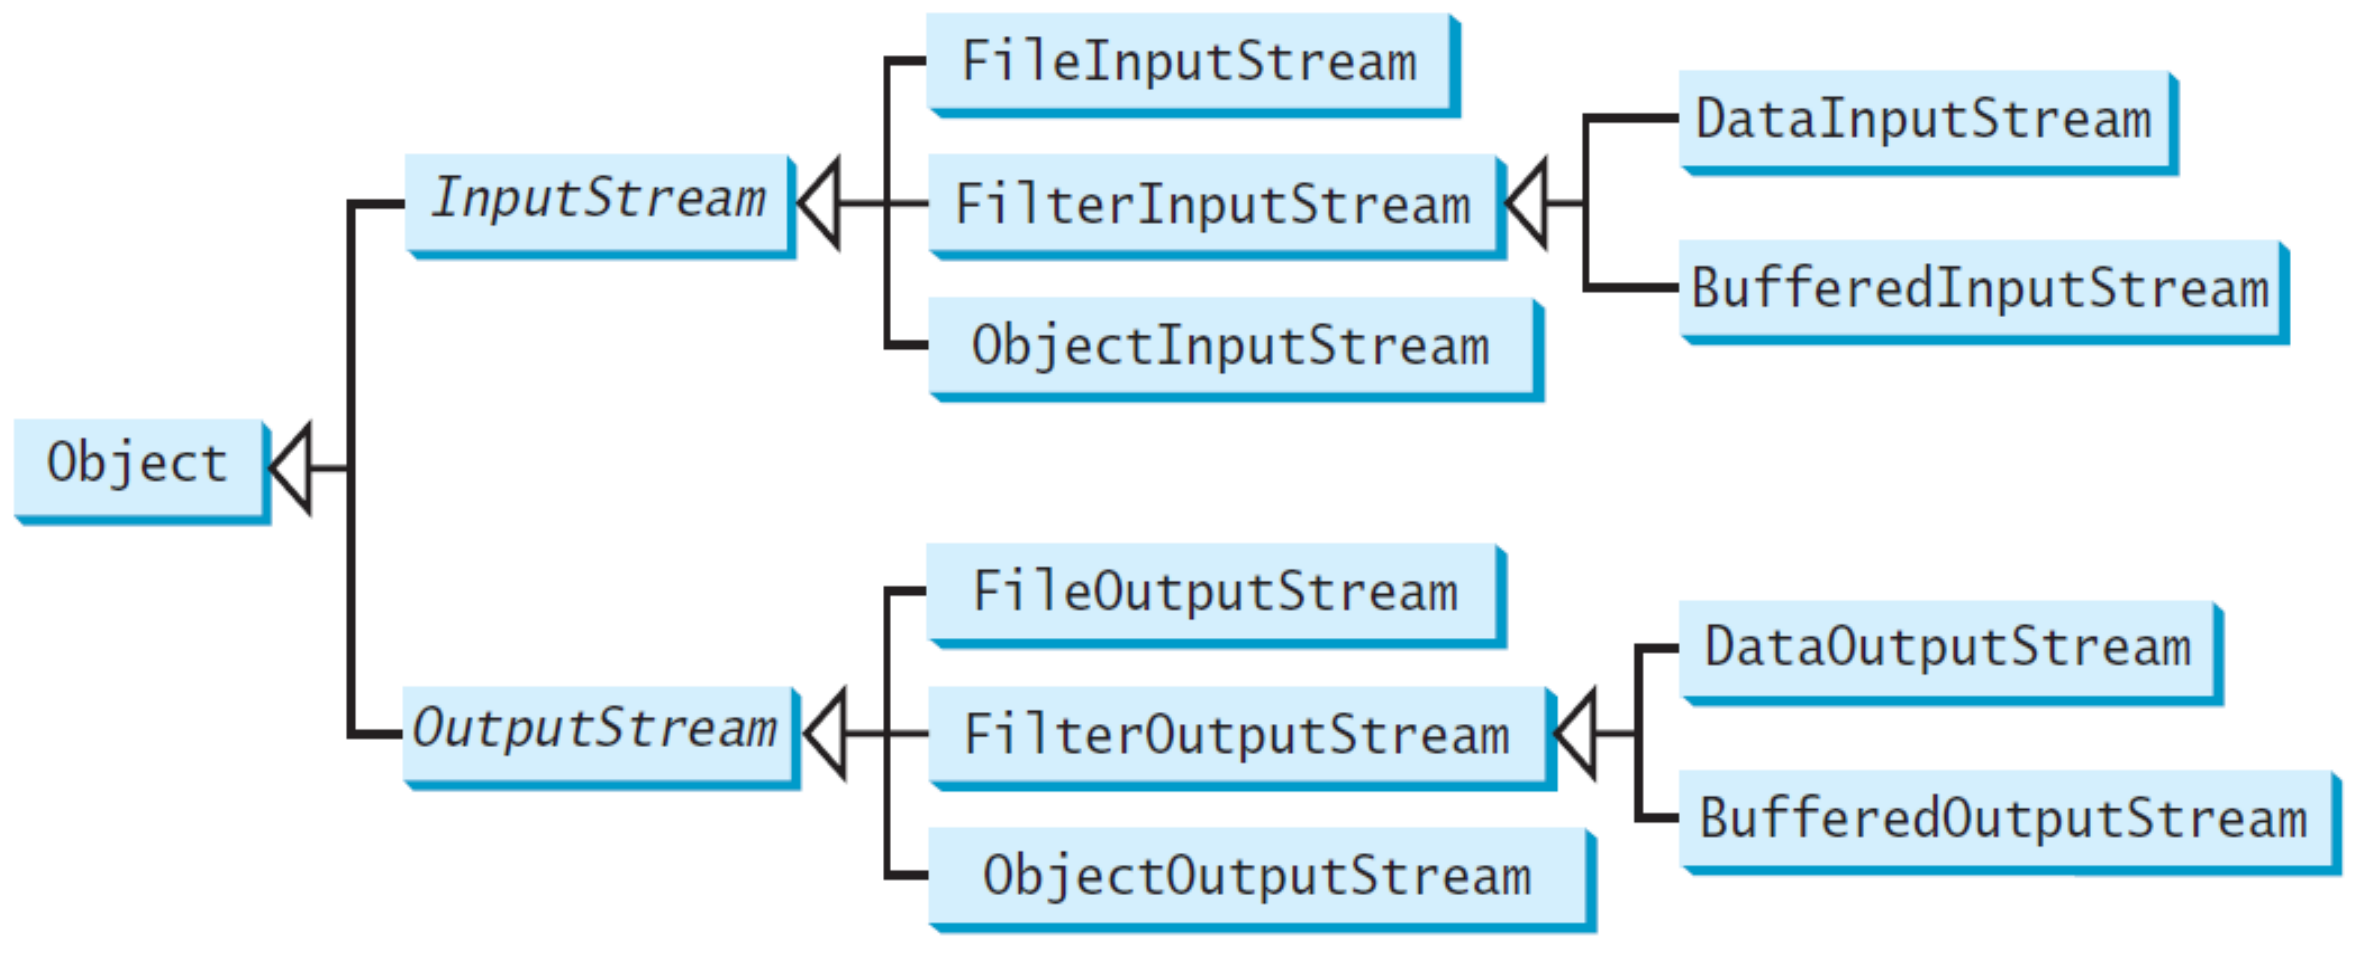 Object
InputStream
OutputStream
FileInputStream
FilterInputStream
ObjectInputStream
DataInputStream
BufferedInputStream
FileOutputStream
FilterOutputStream
ObjectOutputStream
DataOutputStream
BufferedOutputStream